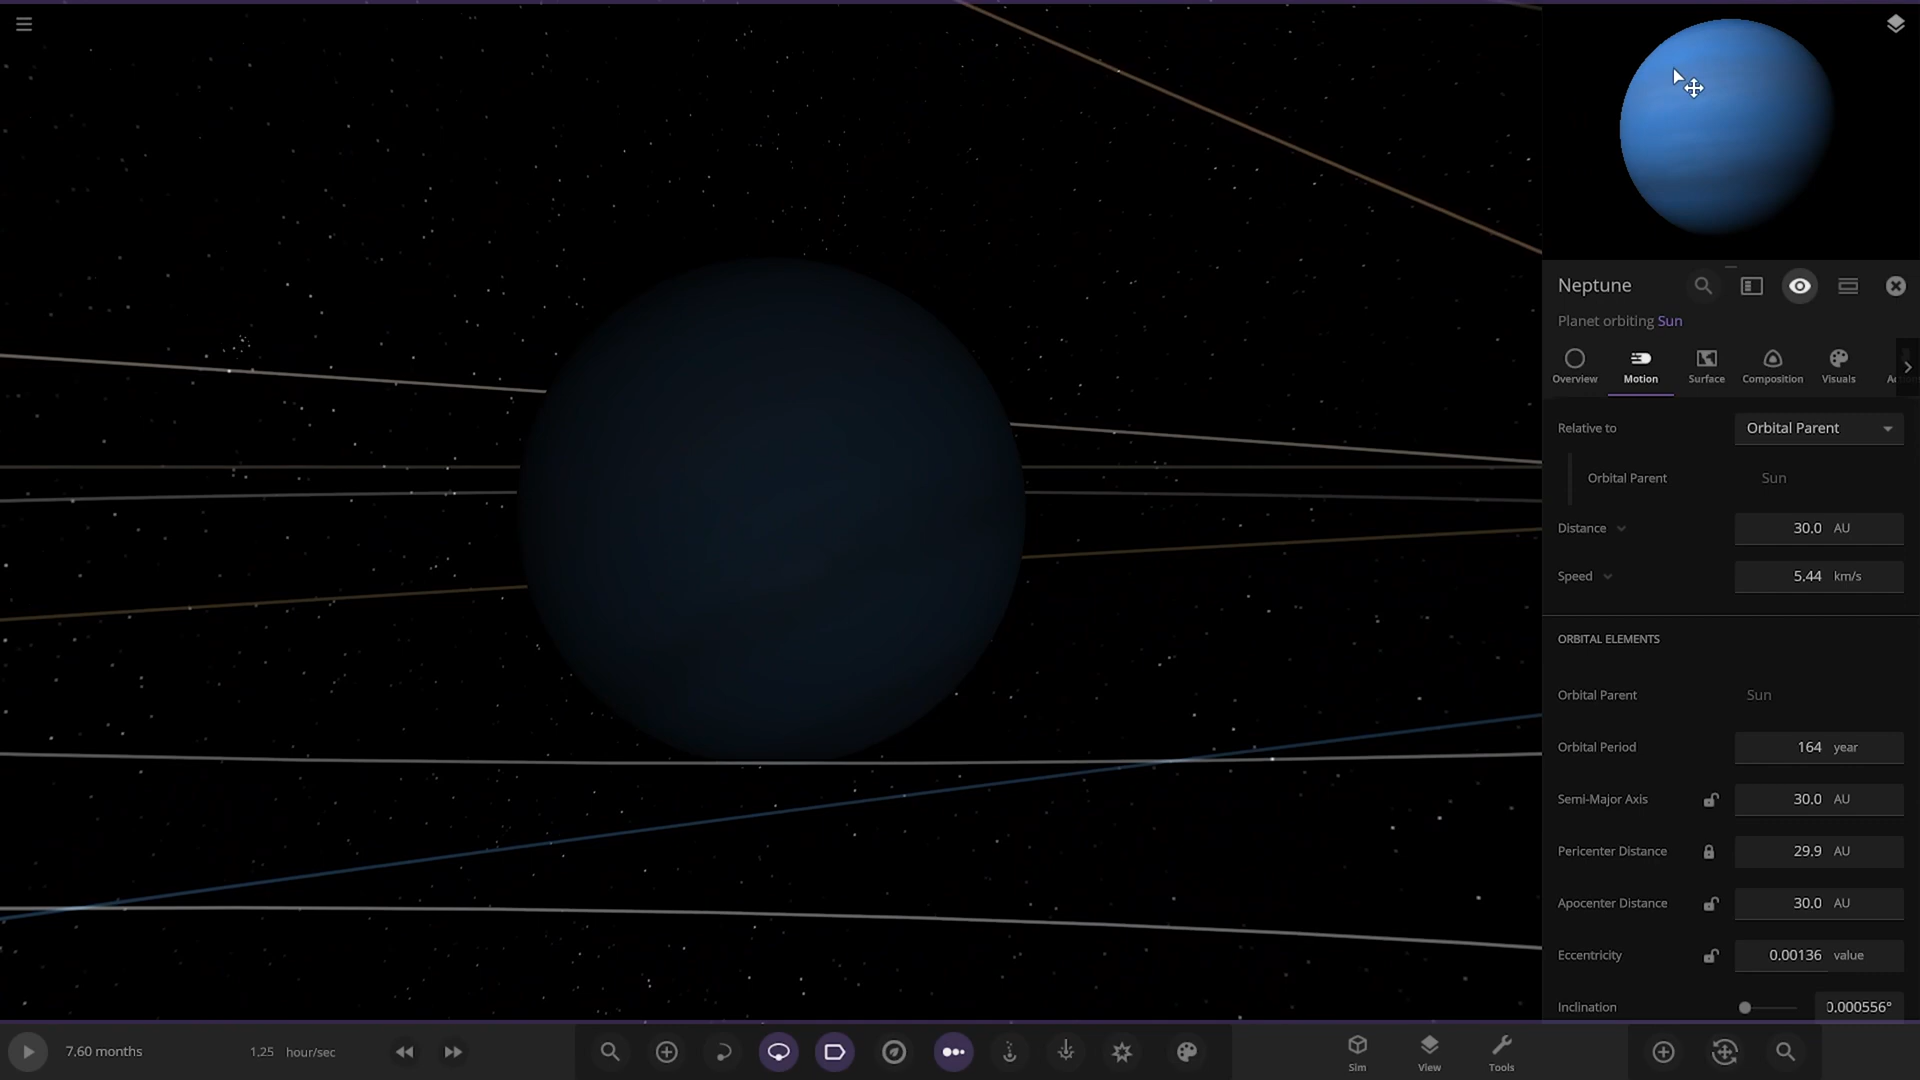 Neptune
Planet orbiting Sun
Overview
Motion
Surface
Composition
Visuals
Relative to
Orbital Parent
Orbital Parent
Sun
Distance
30.0 AU
Speed
5.44 km/s
ORBITAL ELEMENTS
Orbital Parent
Sun
Orbital Period
164 year
Semi-Major Axis
30.0 AU
Pericenter Distance
29.9 AU
Apocenter Distance
30.0 AU
Eccentricity
0.00136 value
Inclination
0.000556°
7.60 months
1.25 hour/sec
Sim
View
Tools